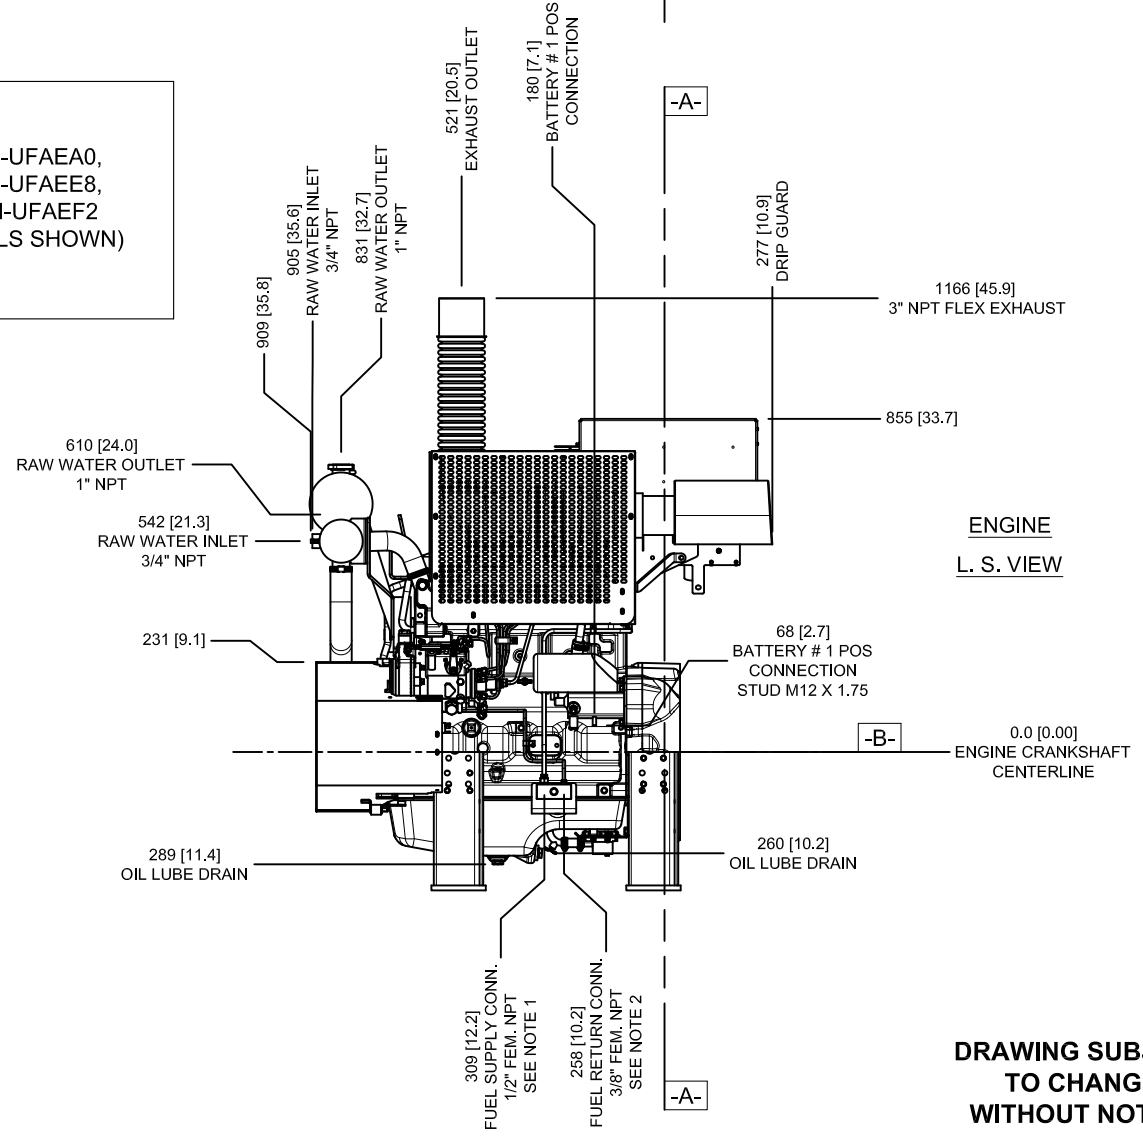 -UFAEA0,
-UFAEE8,
-UFAEF2
LS SHOWN)
909 [35.8]
905 [35.6]
RAW WATER INLET
3/4" NPT
831 [32.7]
RAW WATER OUTLET
1" NPT
521 [20.5]
EXHAUST OUTLET
180 [7.1]
BATTERY # 1 POS
CONNECTION
-A-
277 [10.9]
DRIP GUARD
1166 [45.9]
3" NPT FLEX EXHAUST
855 [33.7]
610 [24.0]
RAW WATER OUTLET
1" NPT
542 [21.3]
RAW WATER INLET
3/4" NPT
231 [9.1]
ENGINE
L. S. VIEW
68 [2.7]
BATTERY # 1 POS
CONNECTION
STUD M12 X 1.75
-B-
0.0 [0.00]
ENGINE CRANKSHAFT
CENTERLINE
289 [11.4]
OIL LUBE DRAIN
260 [10.2]
OIL LUBE DRAIN
309 [12.2]
FUEL SUPPLY CONN.
1/2" FEM. NPT
SEE NOTE 1
258 [10.2]
FUEL RETURN CONN.
3/8" FEM. NPT
SEE NOTE 2
-A-
DRAWING SUB
TO CHANG
WITHOUT NOT